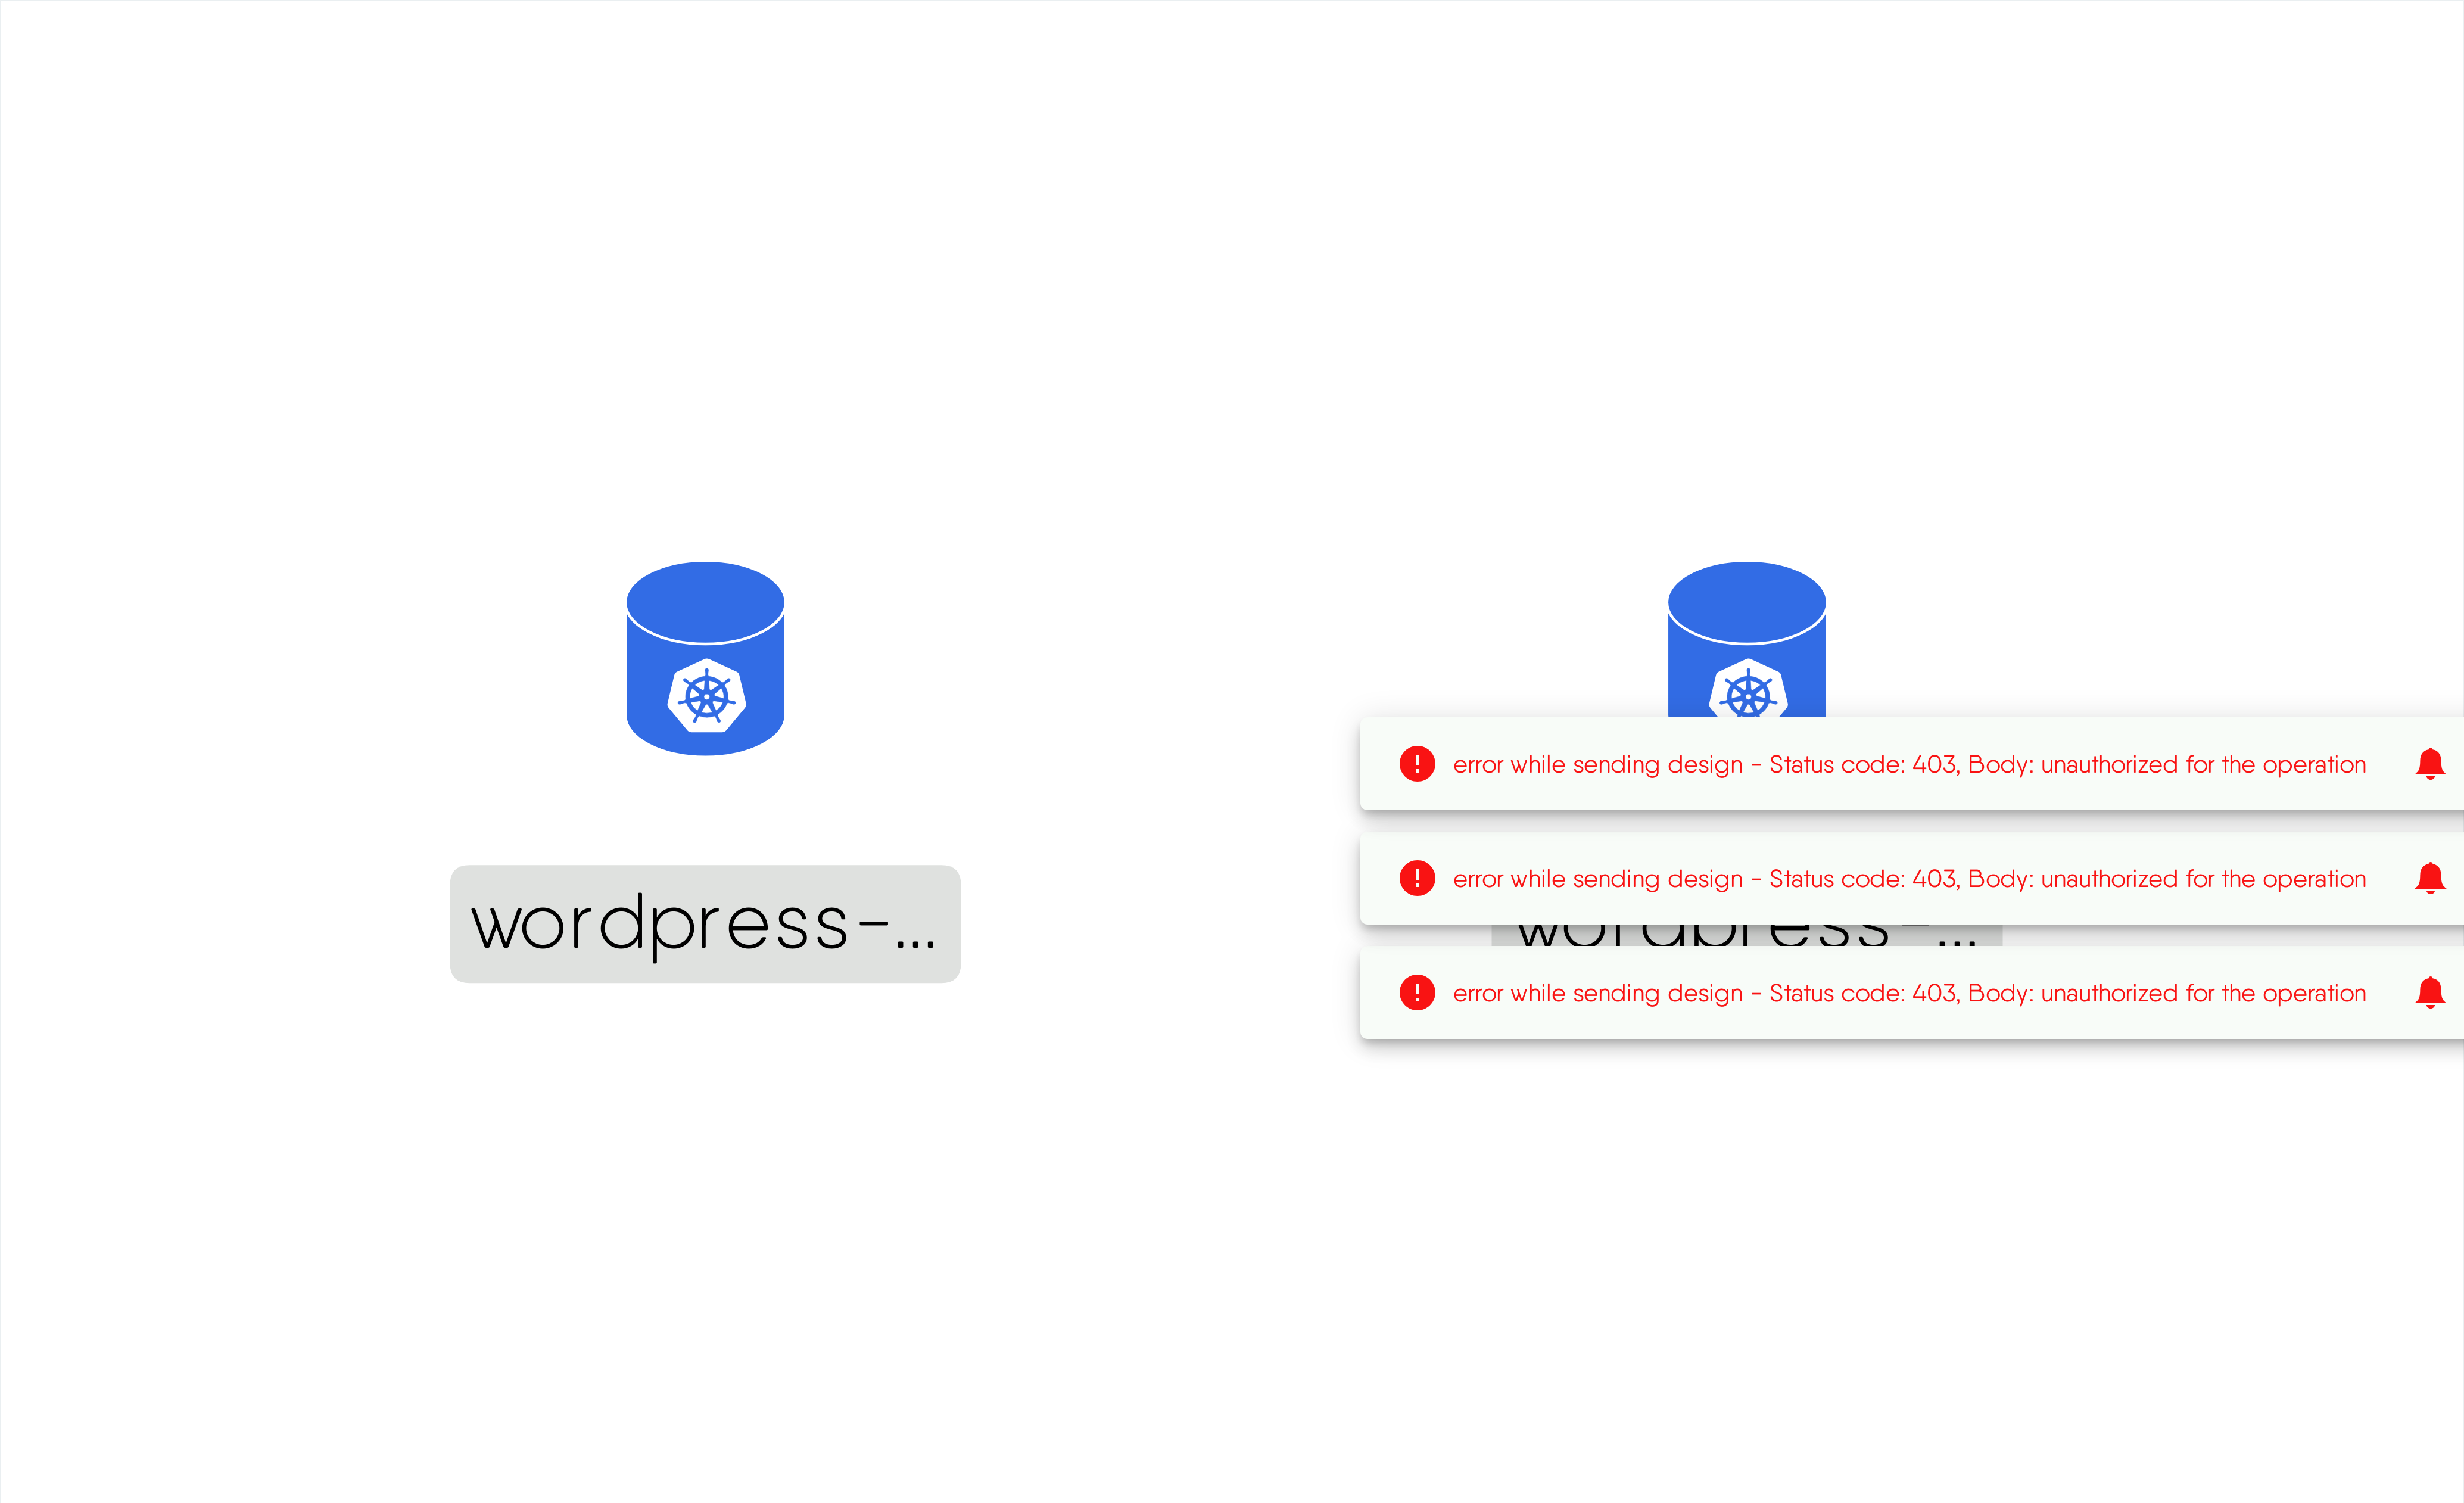 wordpress-...
error while sending design - Status code: 403, Body: unauthorized for the operation
error while sending design - Status code: 403, Body: unauthorized for the operation
wordpress-...
error while sending design - Status code: 403, Body: unauthorized for the operation